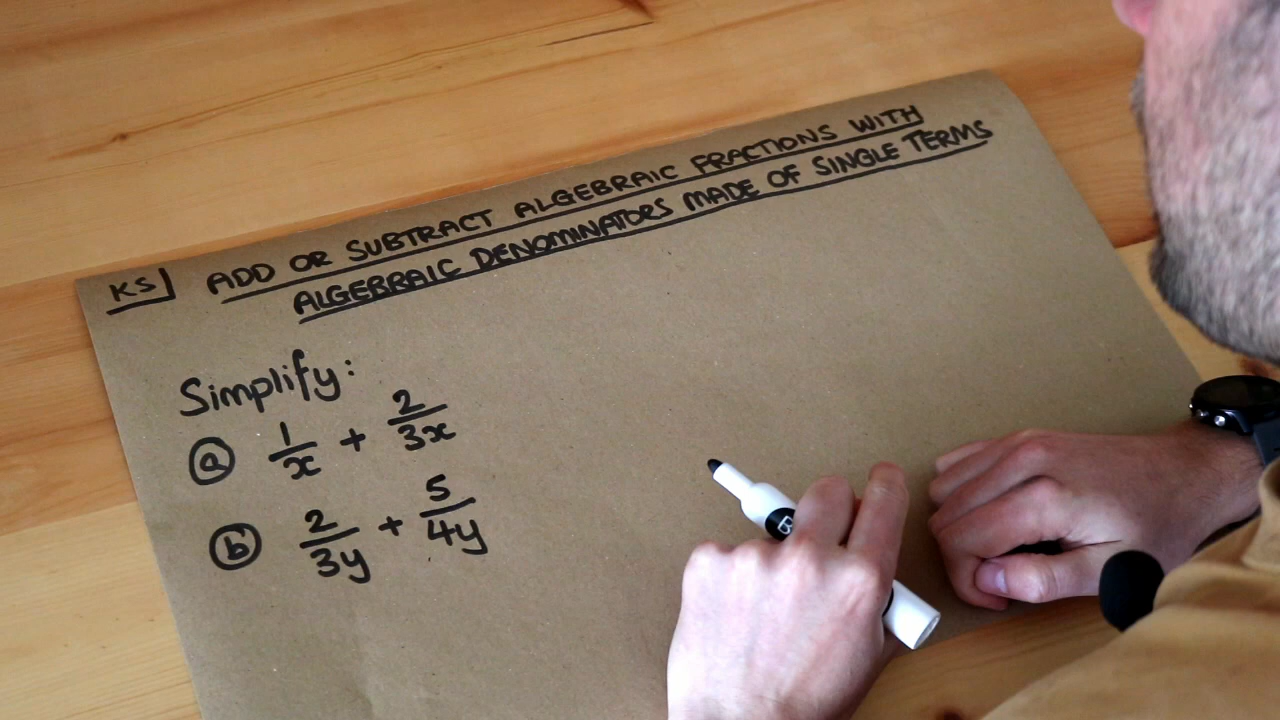 KS ADD OR SUBTRACT ALGEBRAIC FRACTIONS WITH
ALGEBRAIC DENOMINATORS MADE OF SINGLE TERMS
Simplify:
ⓐ 1/x + 2/3x
ⓑ 2/3y + 5/4y
B